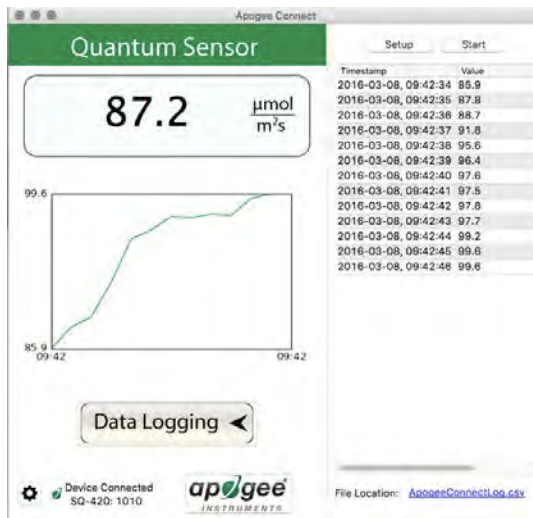 Apogee Connect
Quantum Sensor
87.2 µmol
m²s
99.6
85.9
09:42 09:42
Data Logging
Device Connected
SQ-420: 1010
apogee
INSTRUMENTS
Setup Start
Timestamp Value
2016-03-08, 09:42:34 85.9
2016-03-08, 09:42:35 87.8
2016-03-08, 09:42:36 88.7
2016-03-08, 09:42:37 91.6
2016-03-08, 09:42:38 95.6
2016-03-08, 09:42:39 96.4
2016-03-08, 09:42:40 97.6
2016-03-08, 09:42:41 97.5
2016-03-08, 09:42:42 97.8
2016-03-08, 09:42:43 97.7
2016-03-08, 09:42:44 99.2
2016-03-08, 09:42:45 99.6
2016-03-08, 09:42:46 99.6
File Location: ApogeeConnectLog.csv